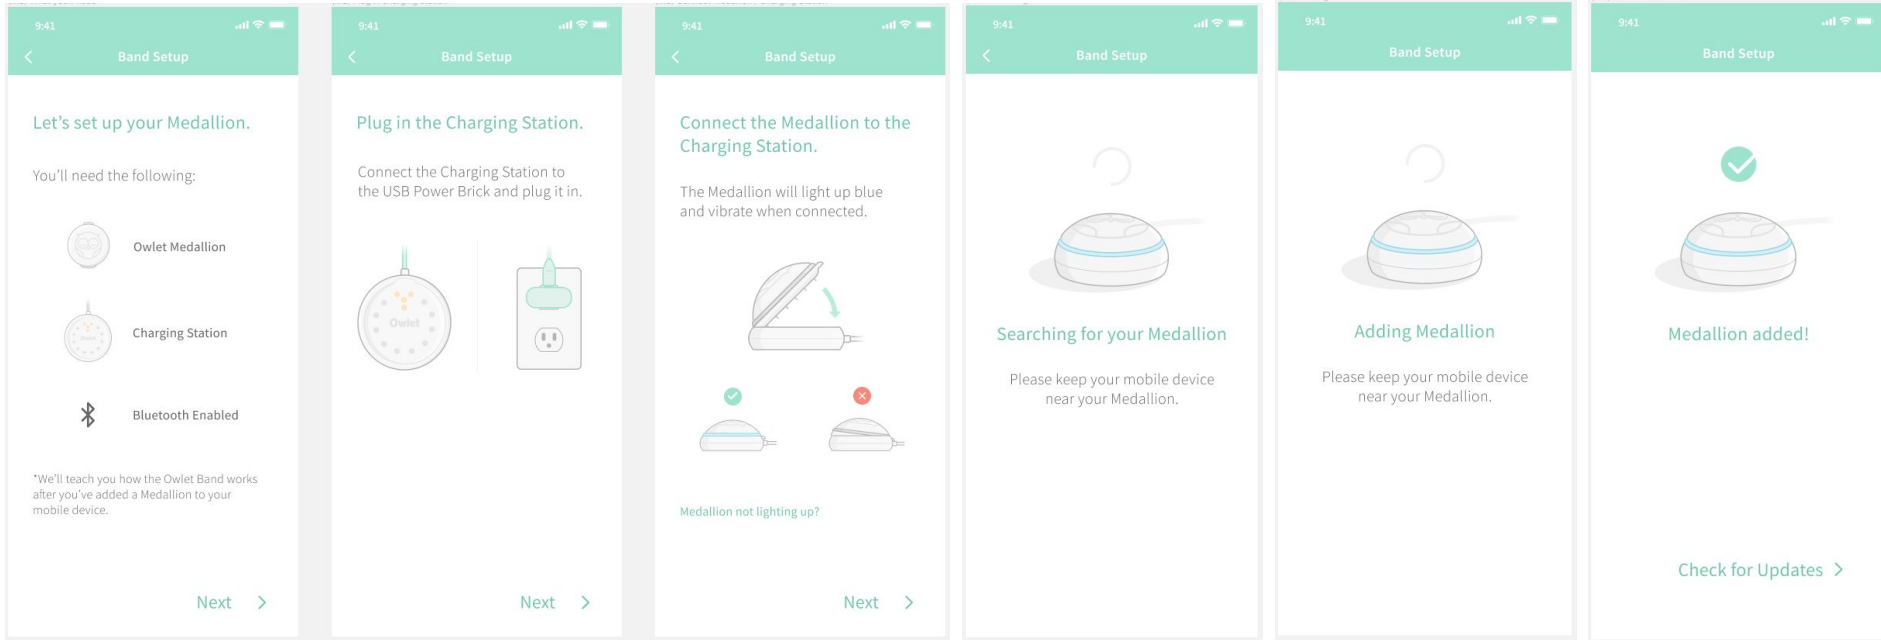 9:41
Band Setup
Let's set up your Medallion.
You'll need the following:
Owlet Medallion
Owlet
Charging Station
Bluetooth Enabled
*We'll teach you how the Owlet Band works
after you've added a Medallion to your
mobile device.
Next
9:41
Band Setup
Plug in the Charging Station.
Connect the Charging Station to
the USB Power Brick and plug it in.
Owlet
Next
9:41
Band Setup
Connect the Medallion to the
Charging Station.
The Medallion will light up blue
and vibrate when connected.
Medallion not lighting up?
Next
9:41
Band Setup
Searching for your Medallion
Please keep your mobile device
near your Medallion.
9:41
Band Setup
Adding Medallion
Please keep your mobile device
near your Medallion.
9:41
Band Setup
Medallion added!
Check for Updates